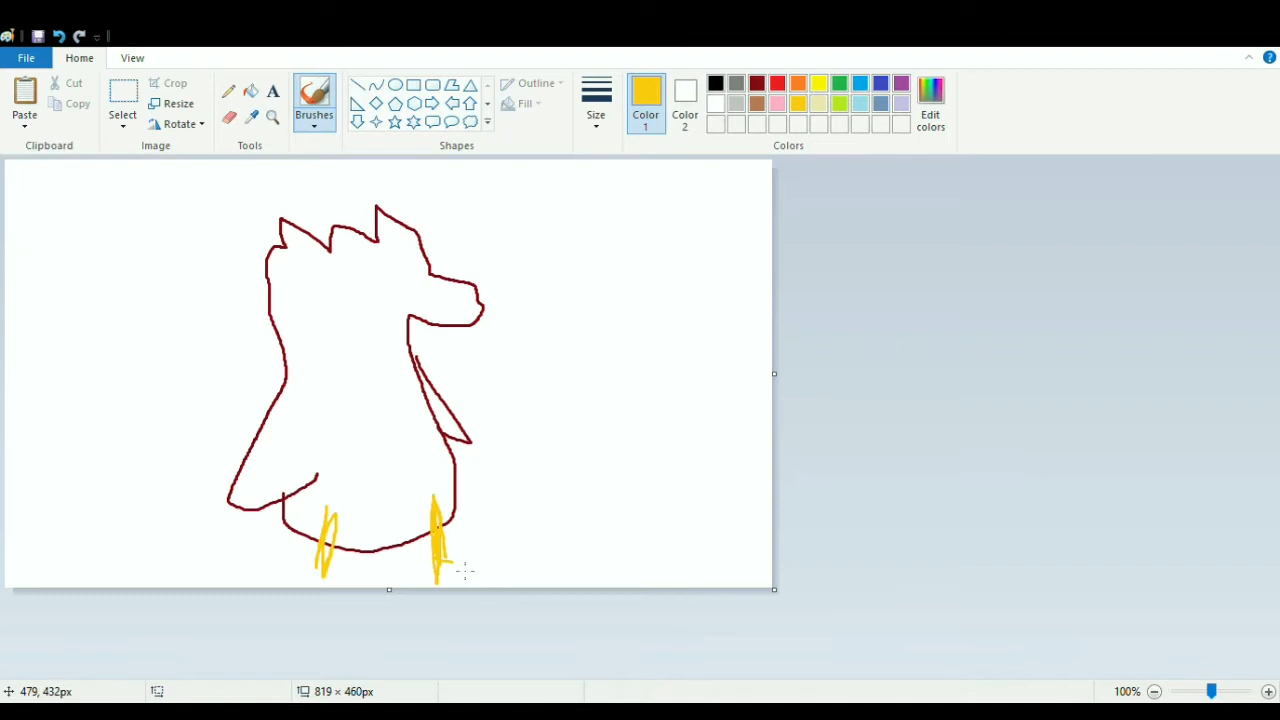 File Home View
Paste Cut Copy Select Crop Resize Rotate Brushes Outline Fill Size Color 1 Color 2 Edit colors
Clipboard Image Tools Shapes Colors
479, 432px 819 × 460px 100%